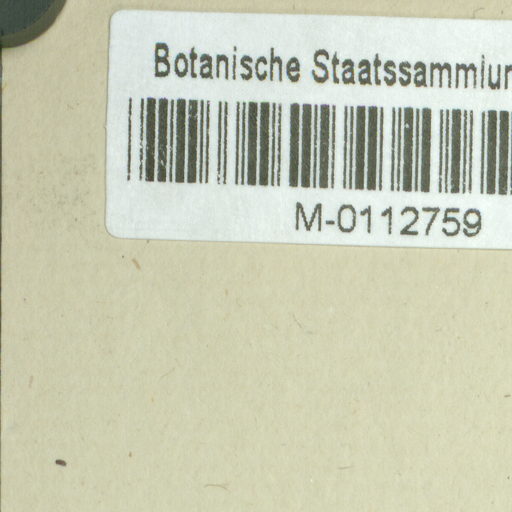 Botanische Staatssammlun
M-0112759